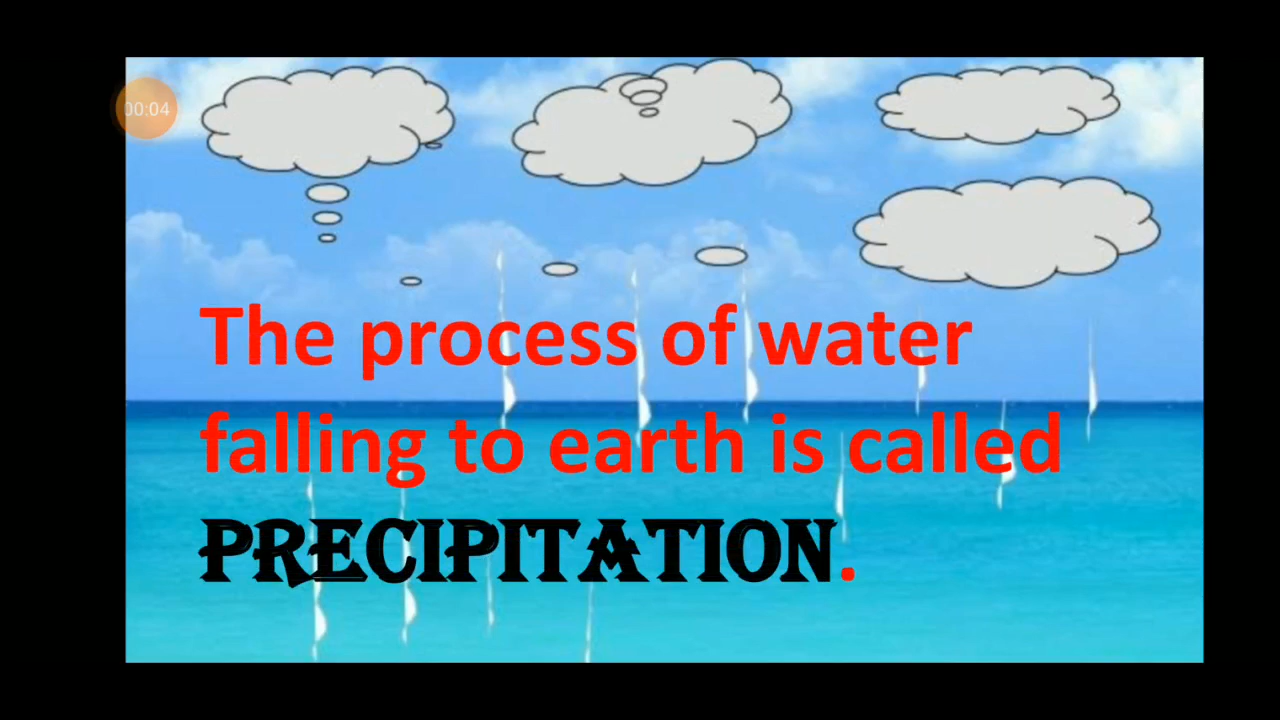 00:04
The process of water
falling to earth is called
PRECIPITATION.